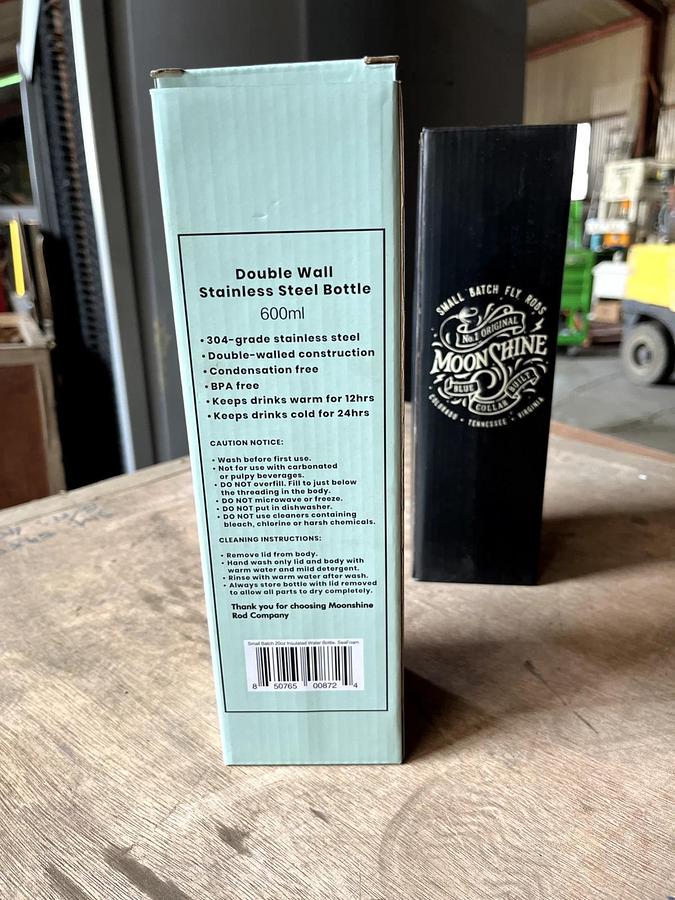 Double Wall
Stainless Steel Bottle
600ml
• 304-grade stainless steel
• Double-walled construction
• Condensation free
• BPA free
• Keeps drinks warm for 12hrs
• Keeps drinks cold for 24hrs
CAUTION NOTICE:
• Wash before first use.
• Not for use with carbonated
or pulpy beverages.
• DO NOT overfill. Fill to just below
the threading in the body.
• DO NOT microwave or freeze.
• DO NOT put in dishwasher.
• DO NOT use cleaners containing
bleach, chlorine or harsh chemicals.
CLEANING INSTRUCTIONS:
• Remove lid from body.
• Hand wash only lid and body with
warm water and mild detergent.
• Rinse with warm water after wash.
• Always store bottle with lid removed
to allow all parts to dry completely.
Thank you for choosing Moonshine
Rod Company
Small Batch 20oz Insulated Water Bottle, SeaFoam
8 50765 00872 4
SMALL BATCH FLY RODS
No.1 ORIGINAL
MOONSHINE
BLUE
COLLAR BUILT
COLORADO • TENNESSEE • VIRGINIA